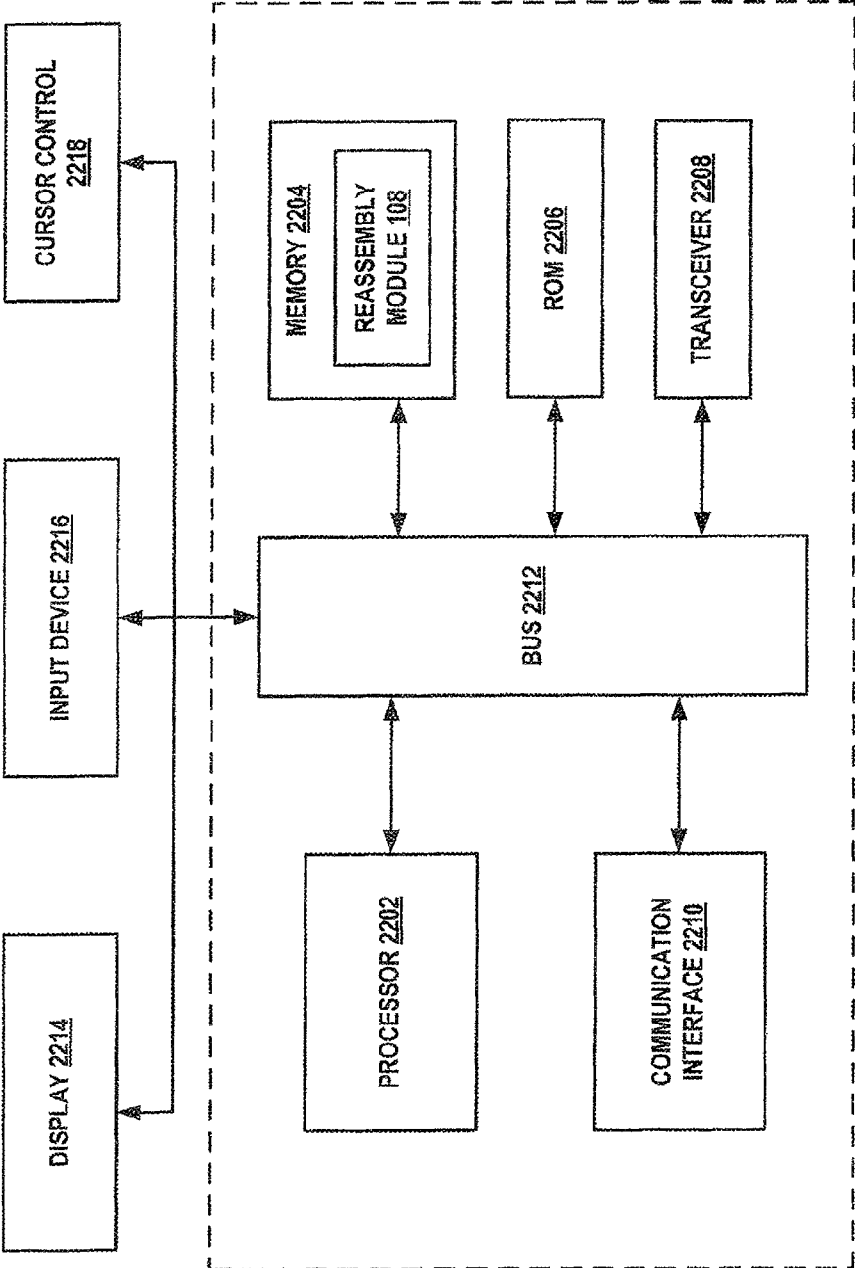 DISPLAY 2214
INPUT DEVICE 2216
CURSOR CONTROL
2218
PROCESSOR 2202
COMMUNICATION
INTERFACE 2210
BUS 2212
MEMORY 2204
REASSEMBLY
MODULE 108
ROM 2206
TRANSCEIVER 2208